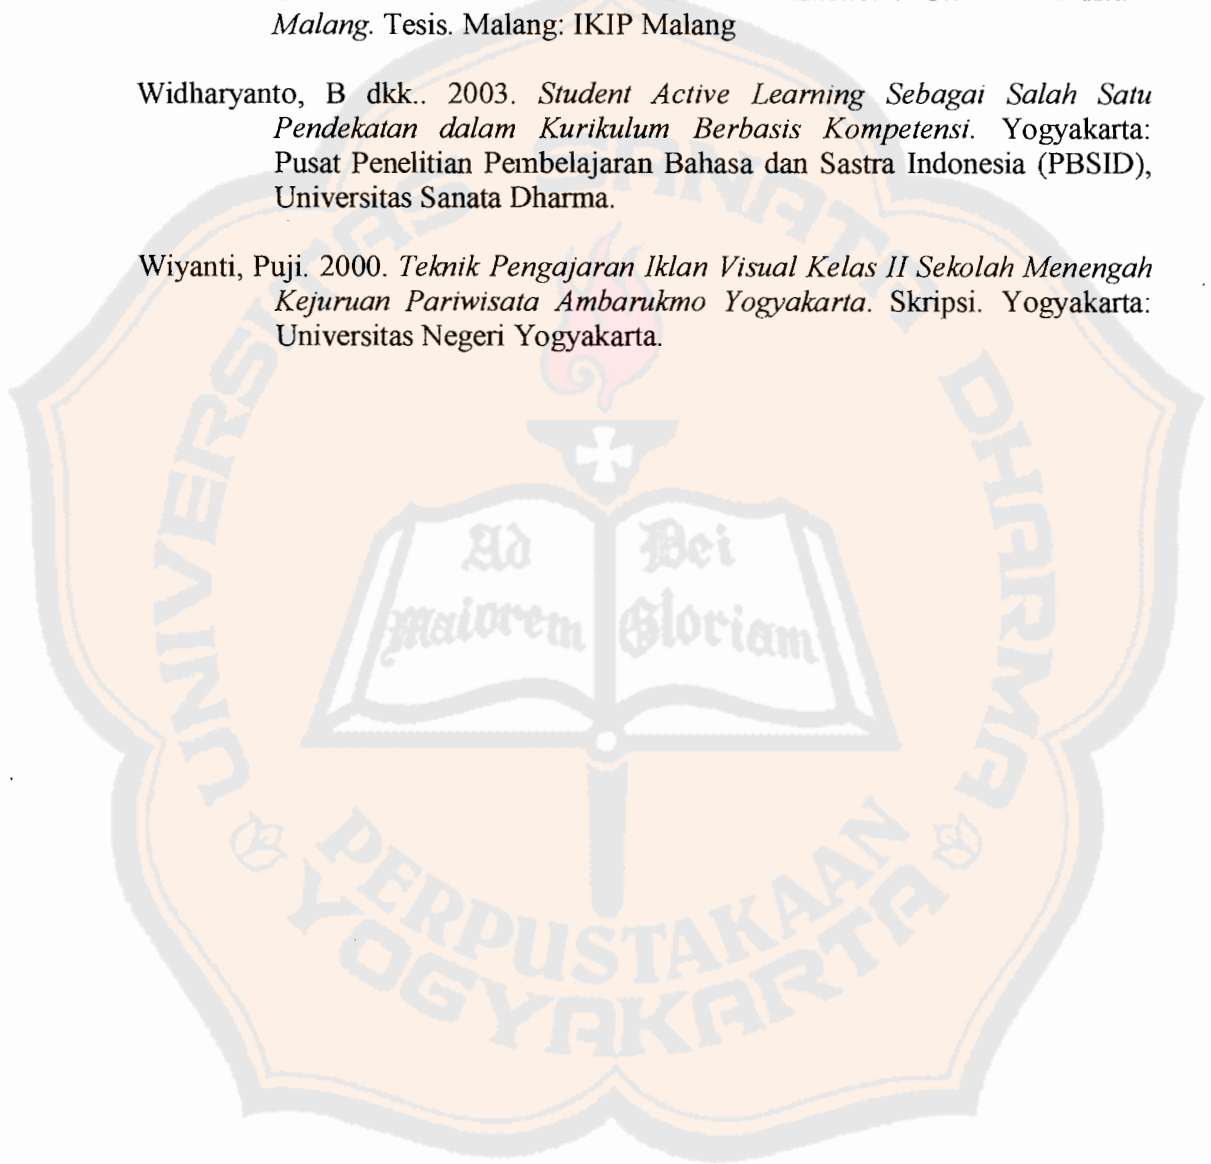 Malang. Tesis. Malang: IKIP Malang
Widharyanto, B dkk.. 2003. Student Active Learning Sebagai Salah Satu
Pendekatan dalam Kurikulum Berbasis Kompetensi. Yogyakarta:
Pusat Penelitian Pembelajaran Bahasa dan Sastra Indonesia (PBSID),
Universitas Sanata Dharma.
Wiyanti, Puji. 2000. Teknik Pengajaran Iklan Visual Kelas II Sekolah Menengah
Kejuruan Pariwisata Ambarukmo Yogyakarta. Skripsi. Yogyakarta:
Universitas Negeri Yogyakarta.
UNIVERSITAS SANATA DHARMA
Ad Dei
Maiorem Gloriam
PERPUSTAKAAN
YOGYAKARTA